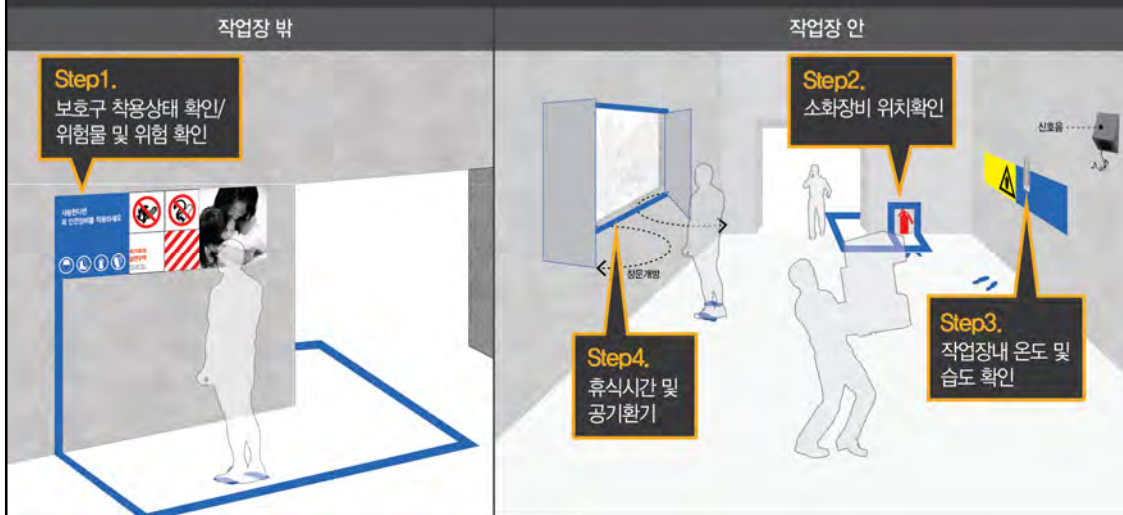 작업장 밖
작업장 안
Step1.
보호구 착용상태 확인/
위험물 및 위험 확인
Step2.
소화장비 위치확인
신호음
창문개방
Step3.
작업장내 온도 및
습도 확인
Step4.
휴식시간 및
공기환기